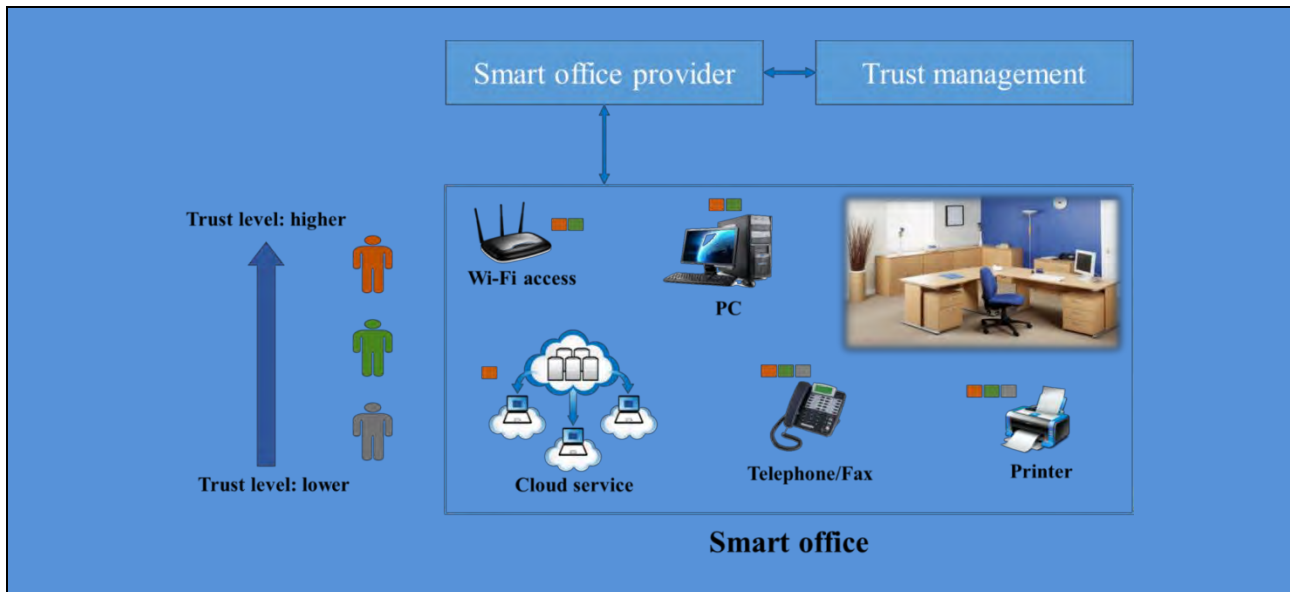 Smart office provider
Trust management
Trust level: higher
Wi-Fi access
PC
Trust level: lower
Cloud service
Telephone/Fax
Printer
Smart office